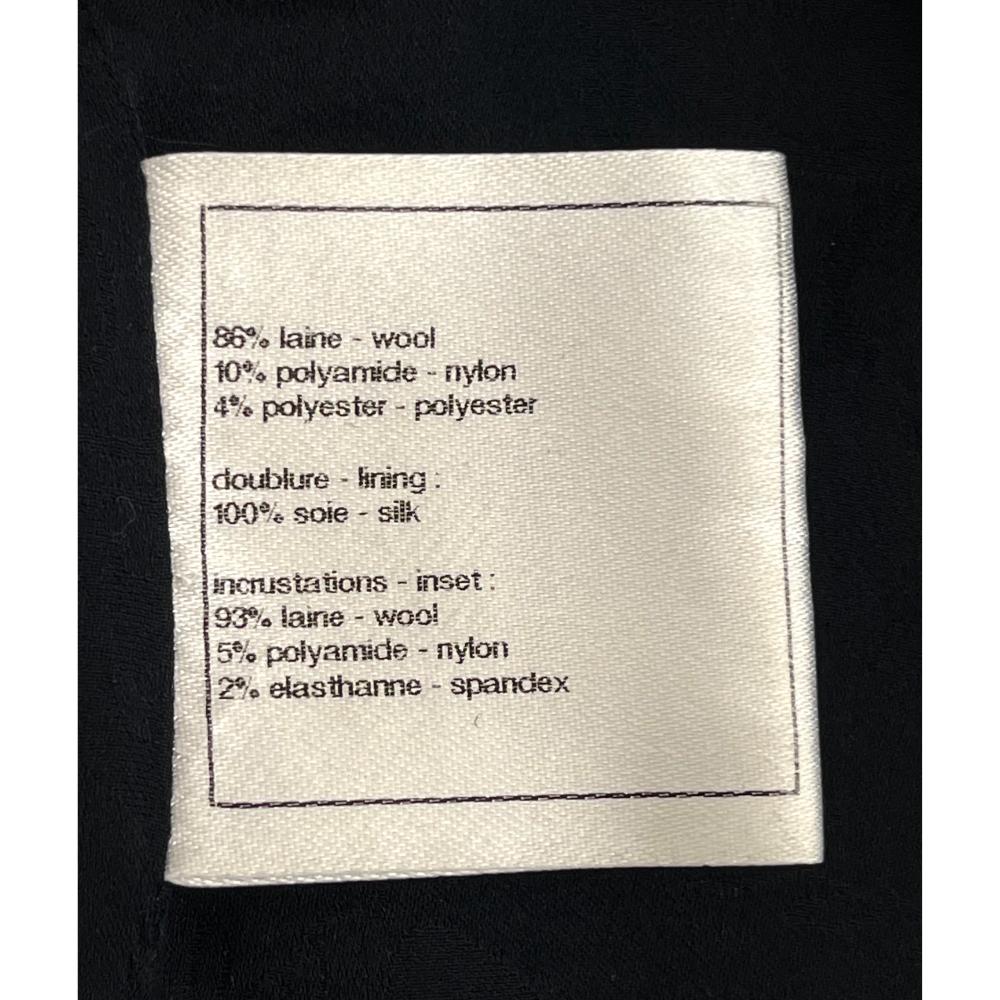 86% laine - wool
10% polyamide - nylon
4% polyester - polyester
doublure - lining :
100% soie - silk
incrustations - inset :
93% laine - wool
5% polyamide - nylon
2% elasthanne - spandex